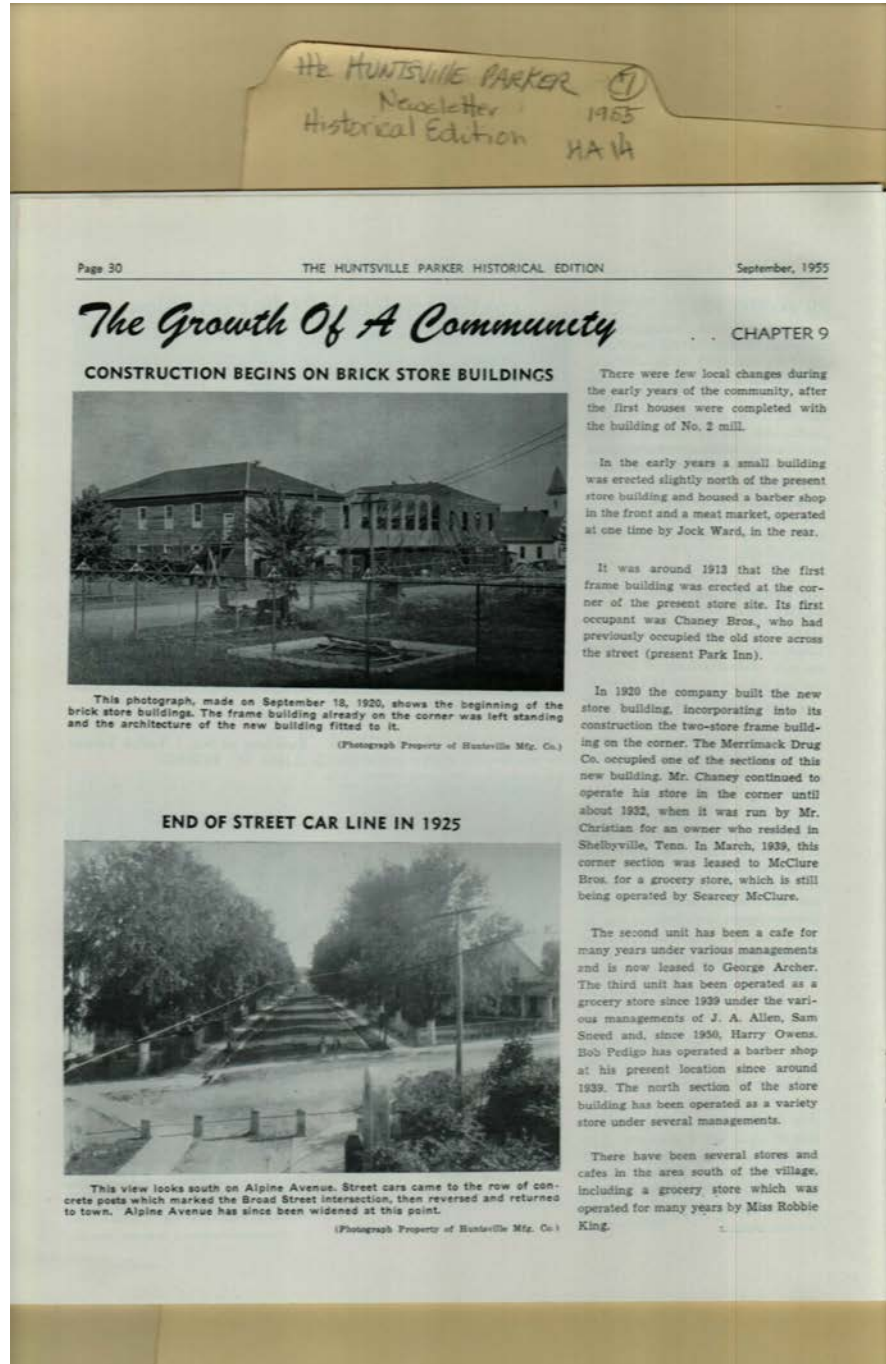 The HUNTSVILLE PARKER 7
Newsletter 1955
Historical Edition HA 14
Page 30 THE HUNTSVILLE PARKER HISTORICAL EDITION September, 1955
The Growth Of A Community . . CHAPTER 9
CONSTRUCTION BEGINS ON BRICK STORE BUILDINGS
This photograph, made on September 18, 1920, shows the beginning of the
brick store buildings. The frame building already on the corner was left standing
and the architecture of the new building fitted to it.
(Photograph Property of Huntsville Mfg. Co.)
END OF STREET CAR LINE IN 1925
This view looks south on Alpine Avenue. Street cars came to the row of con-
crete posts which marked the Broad Street intersection, then reversed and returned
to town. Alpine Avenue has since been widened at this point.
(Photograph Property of Huntsville Mfg. Co.)
There were few local changes during
the early years of the community, after
the first houses were completed with
the building of No. 2 mill.
In the early years a small building
was erected slightly north of the present
store building and housed a barber shop
in the front and a meat market, operated
at one time by Jock Ward, in the rear.
It was around 1913 that the first
frame building was erected at the cor-
ner of the present store site. Its first
occupant was Chaney Bros., who had
previously occupied the old store across
the street (present Park Inn).
In 1920 the company built the new
store building, incorporating into its
construction the two-store frame build-
ing on the corner. The Merrimack Drug
Co. occupied one of the sections of this
new building. Mr. Chaney continued to
operate his store in the corner until
about 1932, when it was run by Mr.
Christian for an owner who resided in
Shelbyville, Tenn. In March, 1939, this
corner section was leased to McClure
Bros. for a grocery store, which is still
being operated by Searcey McClure.
The second unit has been a cafe for
many years under various managements
and is now leased to George Archer.
The third unit has been operated as a
grocery store since 1939 under the vari-
ous managements of J. A. Allen, Sam
Sneed and, since 1950, Harry Owens.
Bob Pedigo has operated a barber shop
at his present location since around
1939. The north section of the store
building has been operated as a variety
store under several managements.
There have been several stores and
cafes in the area south of the village,
including a grocery store which was
operated for many years by Miss Robbie
King.